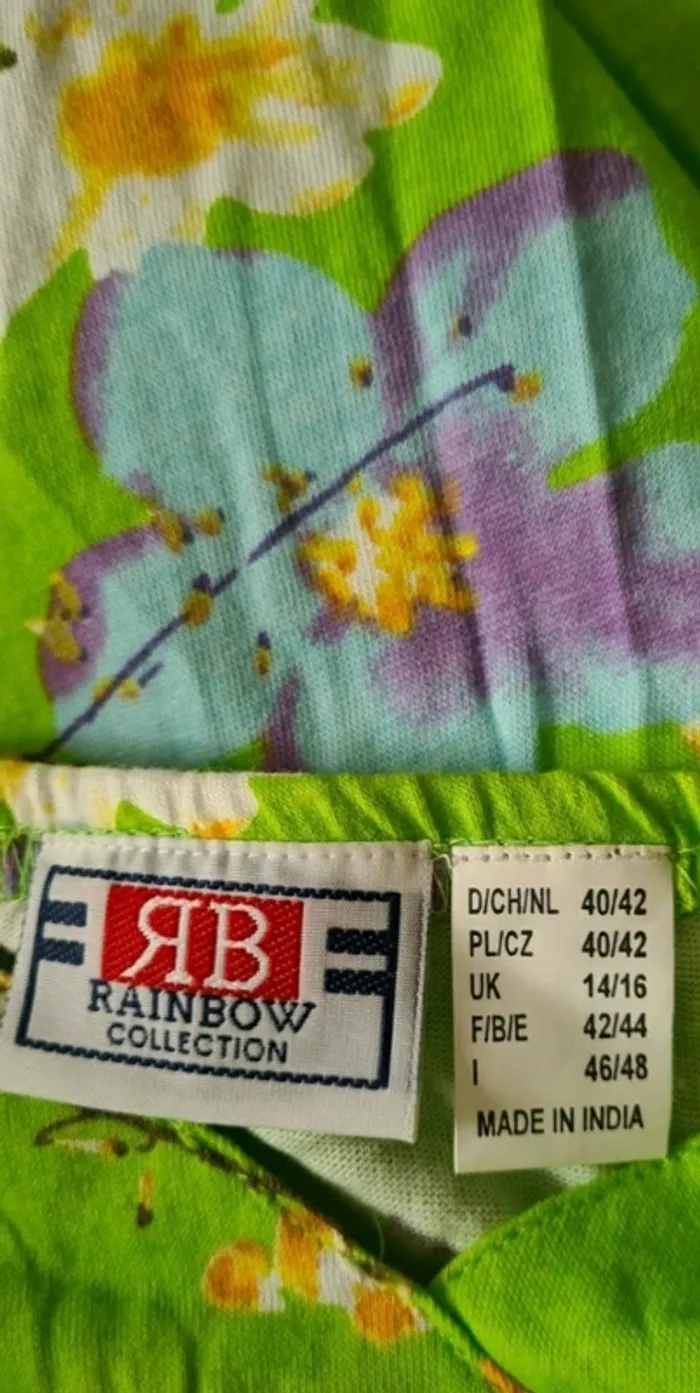 ЯB
RAINBOW
COLLECTION
D/CH/NL 40/42
PL/CZ 40/42
UK 14/16
F/B/E 42/44
I 46/48
MADE IN INDIA